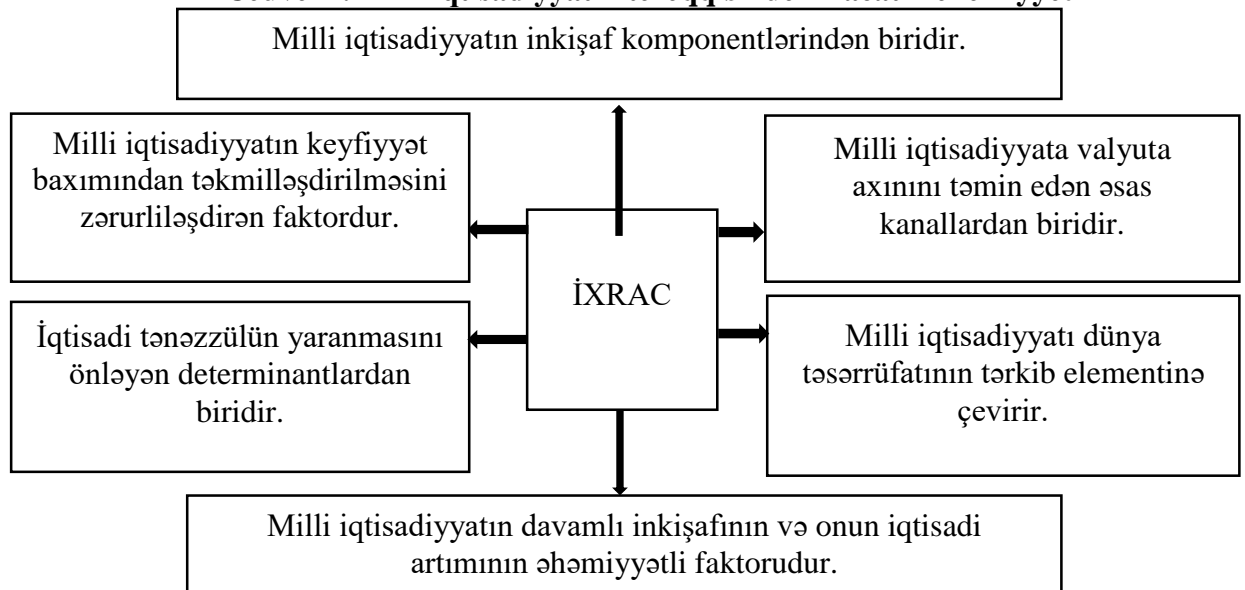 Milli iqtisadiyyatın inkişaf komponentlərindən biridir.
Milli iqtisadiyyatın keyfiyyət
baxımından təkmilləşdirilməsini
zərurliləşdirən faktordur.
Milli iqtisadiyyata valyuta
axınını təmin edən əsas
kanallardan biridir.
İXRAC
İqtisadi tənəzzülün yaranmasını
önləyən determinantlardan
biridir.
Milli iqtisadiyyatı dünya
təsərrüfatının tərkib elementinə
çevirir.
Milli iqtisadiyyatın davamlı inkişafının və onun iqtisadi
artımının əhəmiyyətli faktorudur.